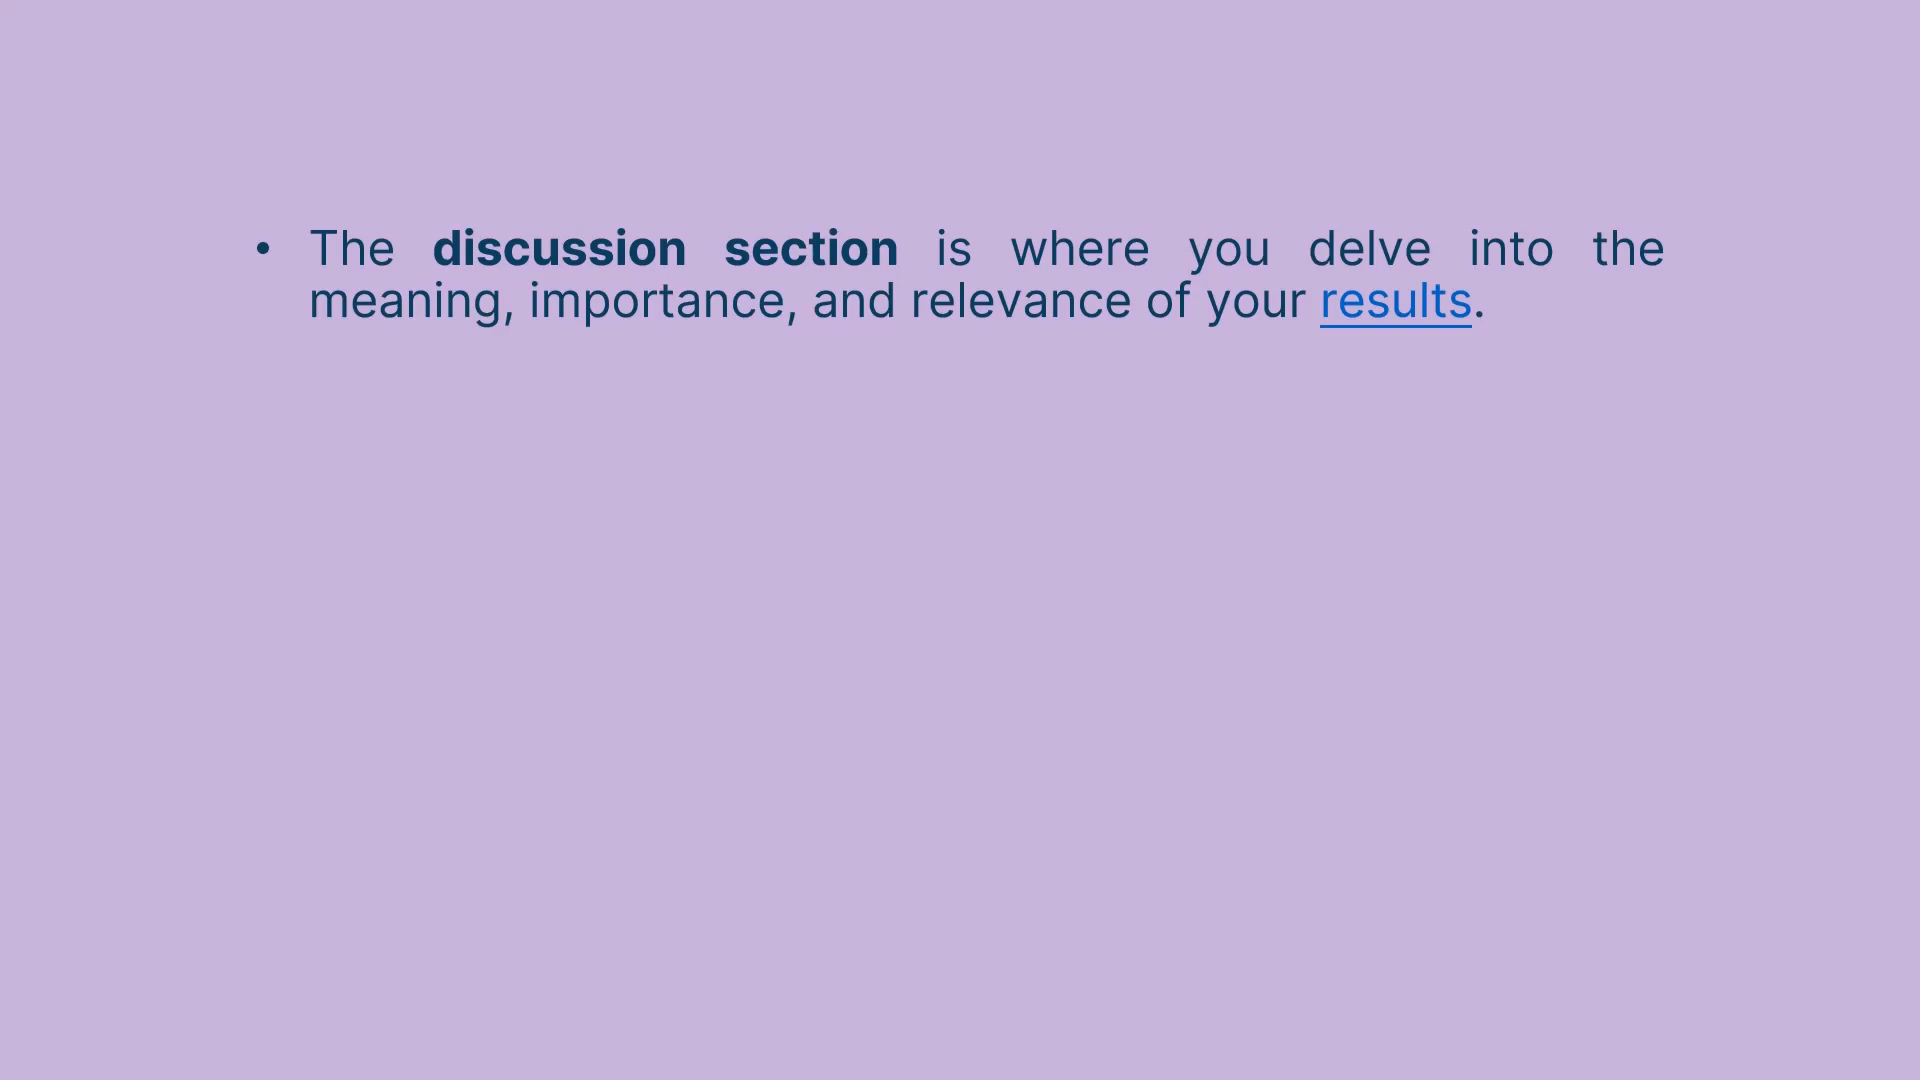 • The discussion section is where you delve into the
meaning, importance, and relevance of your results.